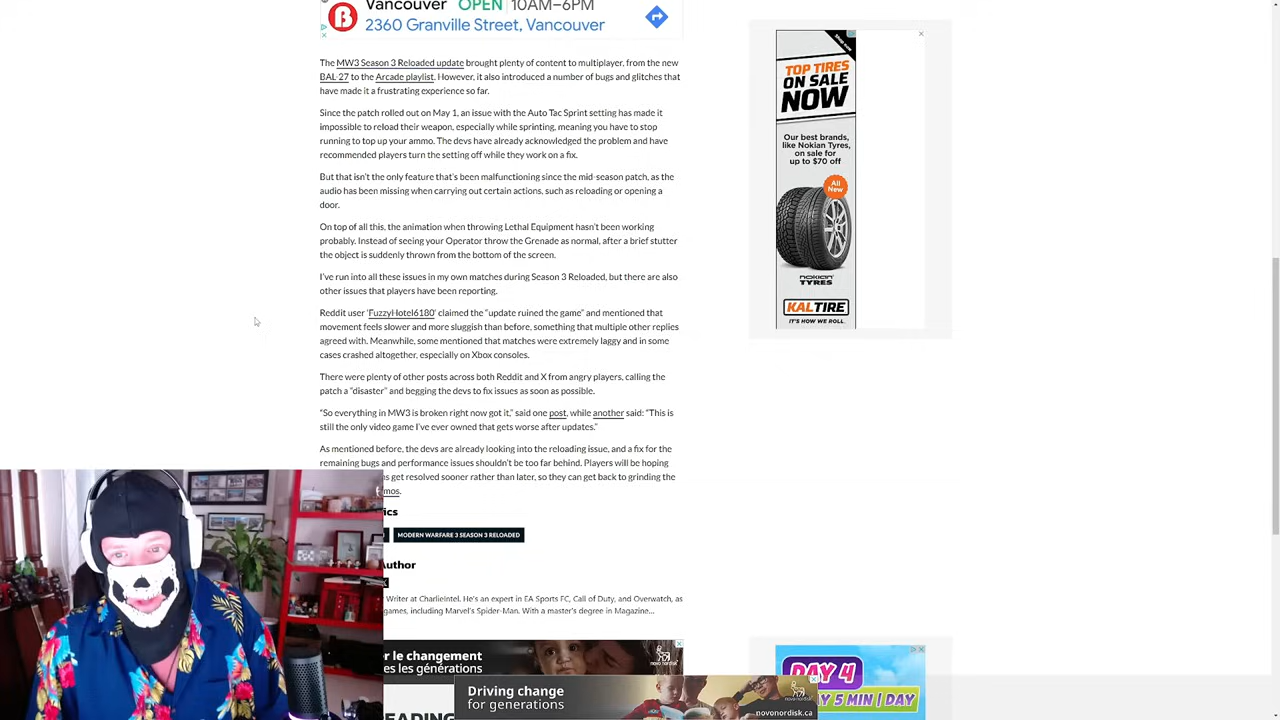 Vancouver OPEN 10AM–6PM
2360 Granville Street, Vancouver
The MW3 Season 3 Reloaded update brought plenty of content to multiplayer, from the new
BAL-27 to the Arcade playlist. However, it also introduced a number of bugs and glitches that
have made it a frustrating experience so far.
Since the patch rolled out on May 1, an issue with the Auto Tac Sprint setting has made it
impossible to reload their weapon, especially while sprinting, meaning you have to stop
running to top up your ammo. The devs have already acknowledged the problem and have
recommended players turn the setting off while they work on a fix.
But that isn't the only feature that's been malfunctioning since the mid-season patch, as the
audio has been missing when carrying out certain actions, such as reloading or opening a
door.
On top of all this, the animation when throwing Lethal Equipment hasn't been working
probably. Instead of seeing your Operator throw the Grenade as normal, after a brief stutter
the object is suddenly thrown from the bottom of the screen.
I've run into all these issues in my own matches during Season 3 Reloaded, but there are also
other issues that players have been reporting.
Reddit user 'FuzzyHotel6180' claimed the "update ruined the game" and mentioned that
movement feels slower and more sluggish than before, something that multiple other replies
agreed with. Meanwhile, some mentioned that matches were extremely laggy and in some
cases crashed altogether, especially on Xbox consoles.
There were plenty of other posts across both Reddit and X from angry players, calling the
patch a "disaster" and begging the devs to fix issues as soon as possible.
"So everything in MW3 is broken right now got it," said one post, while another said: "This is
still the only video game I've ever owned that gets worse after updates."
As mentioned before, the devs are already looking into the reloading issue, and a fix for the
remaining bugs and performance issues shouldn't be too far behind. Players will be hoping
s get resolved sooner rather than later, so they can get back to grinding the
mos.
ics
MODERN WARFARE 3 SEASON 3 RELOADED
Author
Writer at CharlieIntel. He's an expert in EA Sports FC, Call of Duty, and Overwatch, as
games, including Marvel's Spider-Man. With a master's degree in Magazine...
r le changement
es les générations
novo nordisk
EADING
Driving change
for generations
novo nordisk
novonordisk.ca
TOP TIRES
ON SALE
NOW
Our best brands,
like Nokian Tyres,
on sale for
up to $70 off
All
New
nokian
TYRES
KALTIRE
IT'S HOW WE ROLL.
DAY 4
Y 5 MIN / DAY